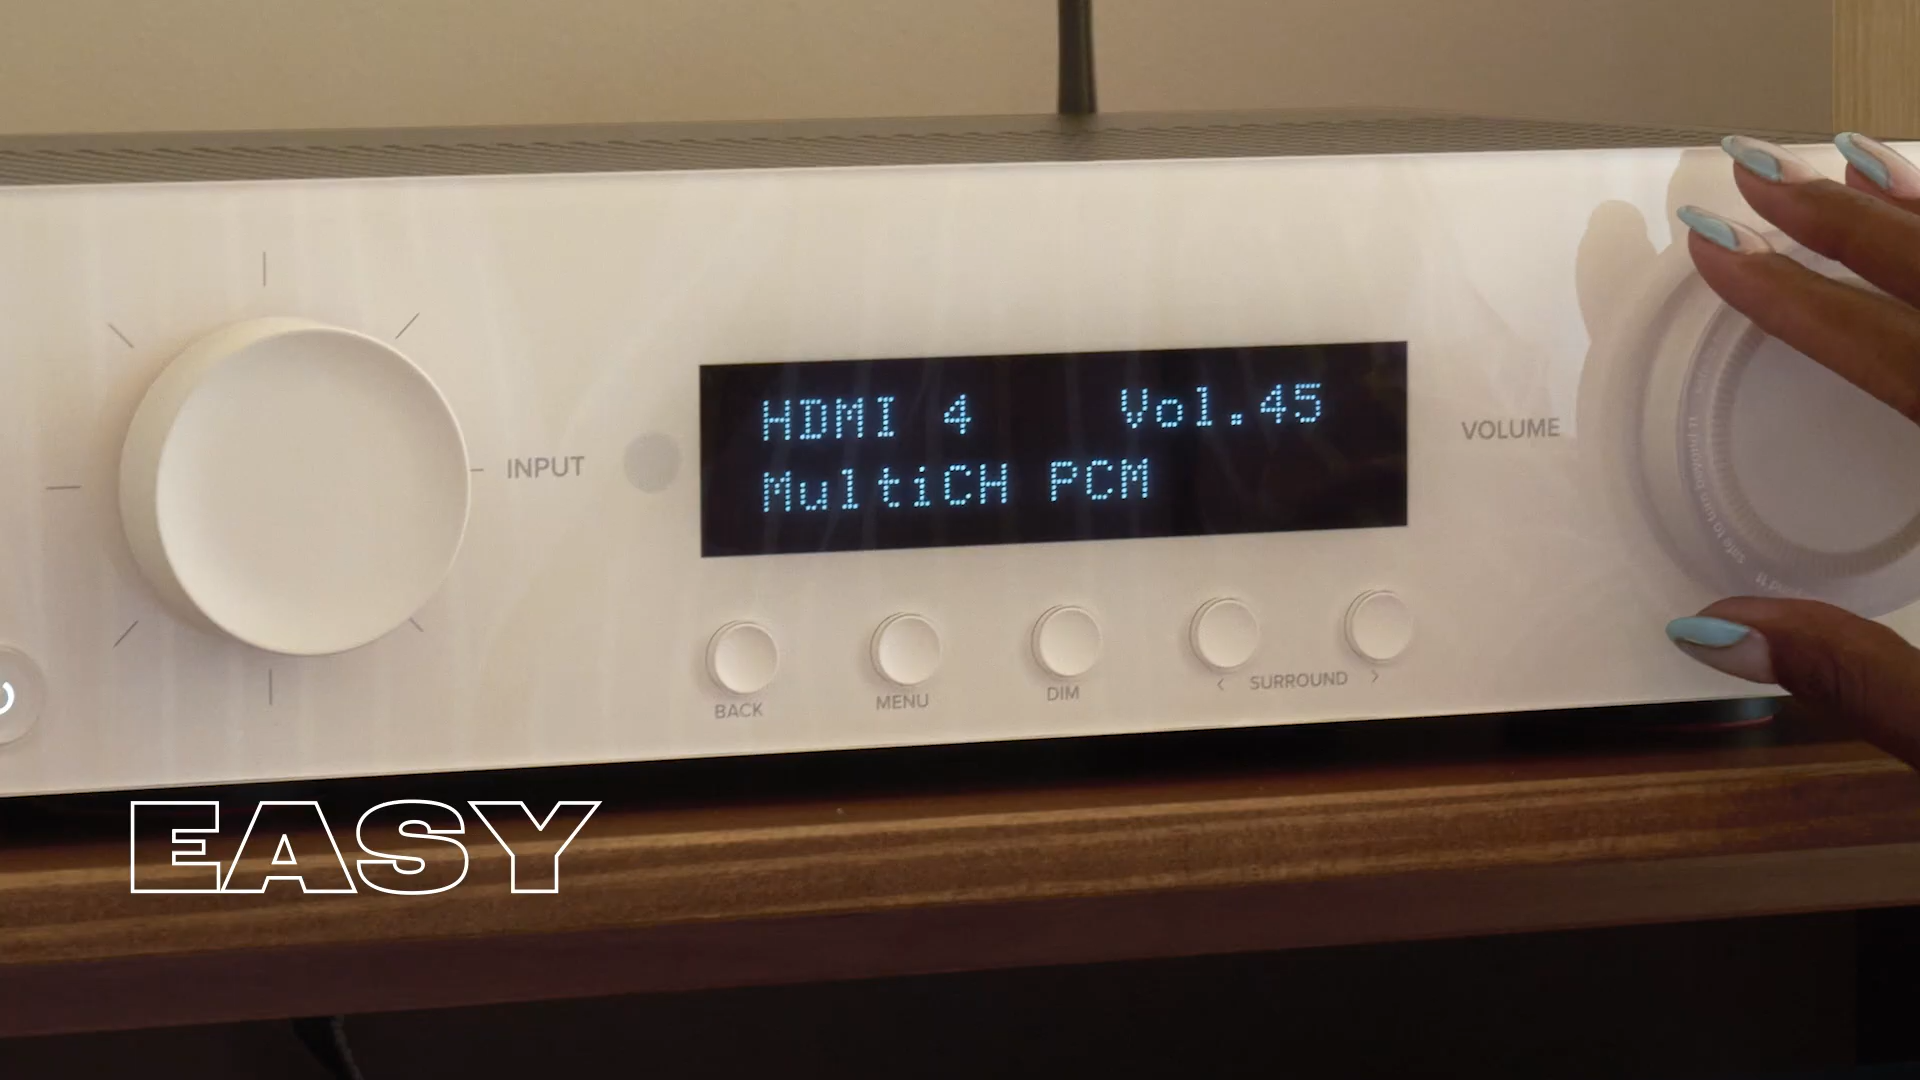 HDMI 4 Vol.45
MultiCH PCM
INPUT
VOLUME
BACK
MENU
DIM
< SURROUND >
EASY